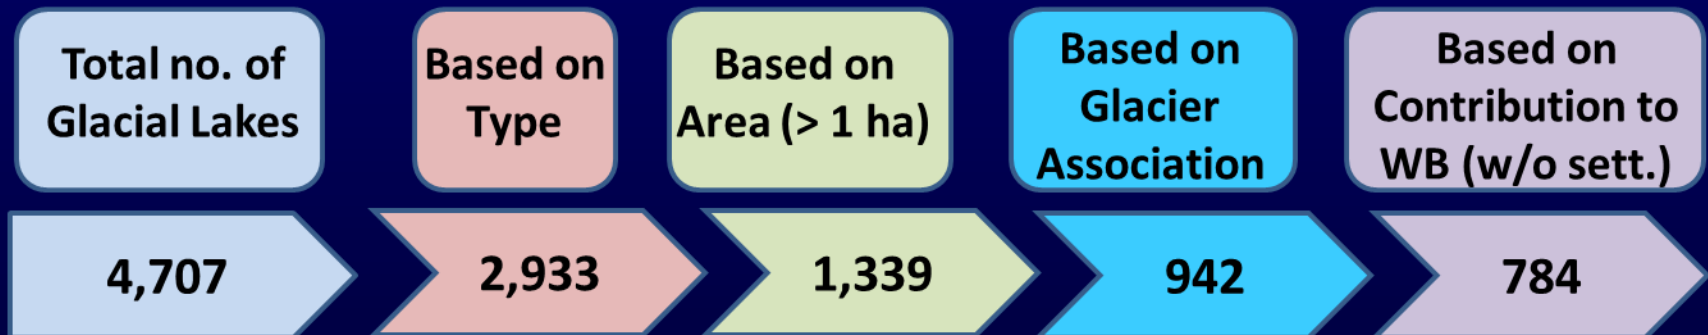 Total no. of
Glacial Lakes
Based on
Type
Based on
Area (> 1 ha)
Based on
Glacier
Association
Based on
Contribution to
WB (w/o sett.)
4,707
2,933
1,339
942
784